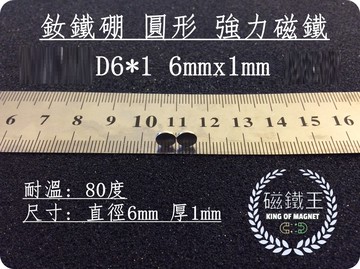 釹鐵硼 圓形 強力磁鐵
D6*1 6mmx1mm
6 7 8 9 10 11 12 13 14 15 16
耐溫: 80度
尺寸: 直徑6mm 厚1mm
磁鐵王
KING OF MAGNET